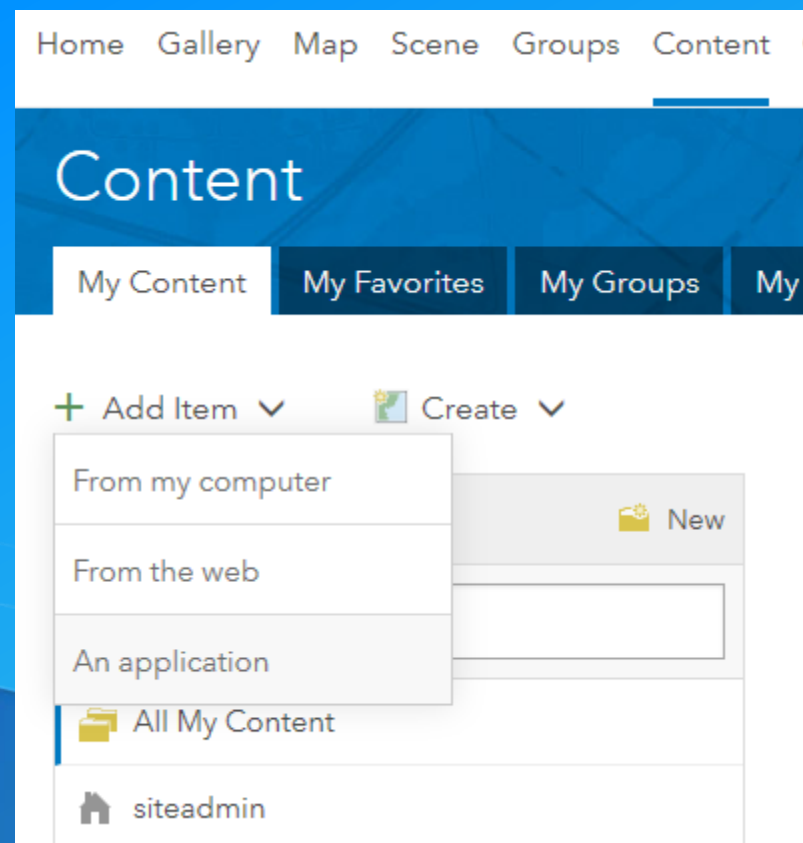 Home Gallery Map Scene Groups Content
Content
My Content My Favorites My Groups My
+ Add Item Create
From my computer
New
From the web
An application
All My Content
siteadmin